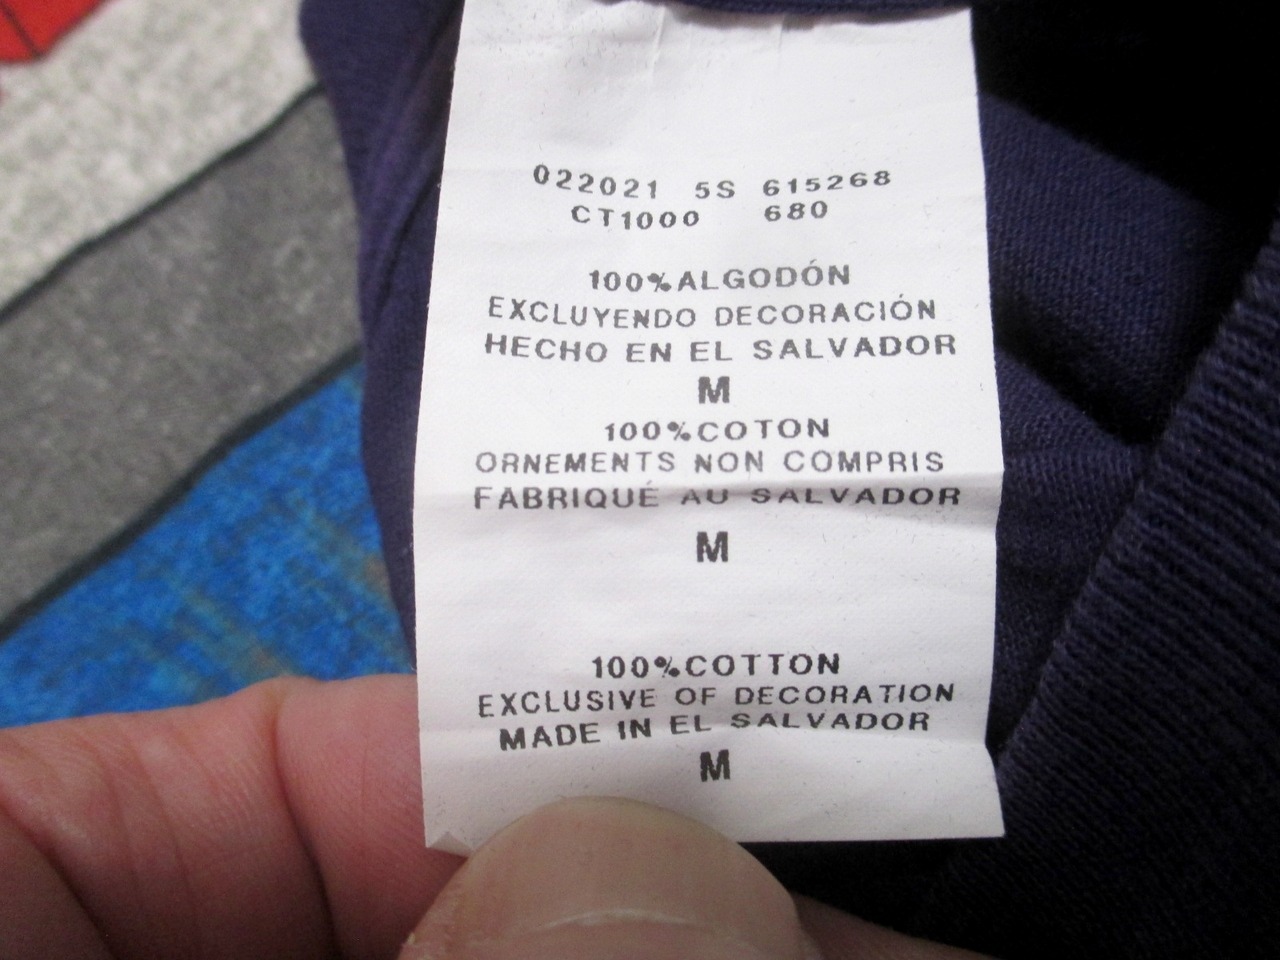 022021 5S 615268
CT1000 680
100%ALGODÓN
EXCLUYENDO DECORACIÓN
HECHO EN EL SALVADOR
M
100%COTON
ORNEMENTS NON COMPRIS
FABRIQUÉ AU SALVADOR
M
100%COTTON
EXCLUSIVE OF DECORATION
MADE IN EL SALVADOR
M